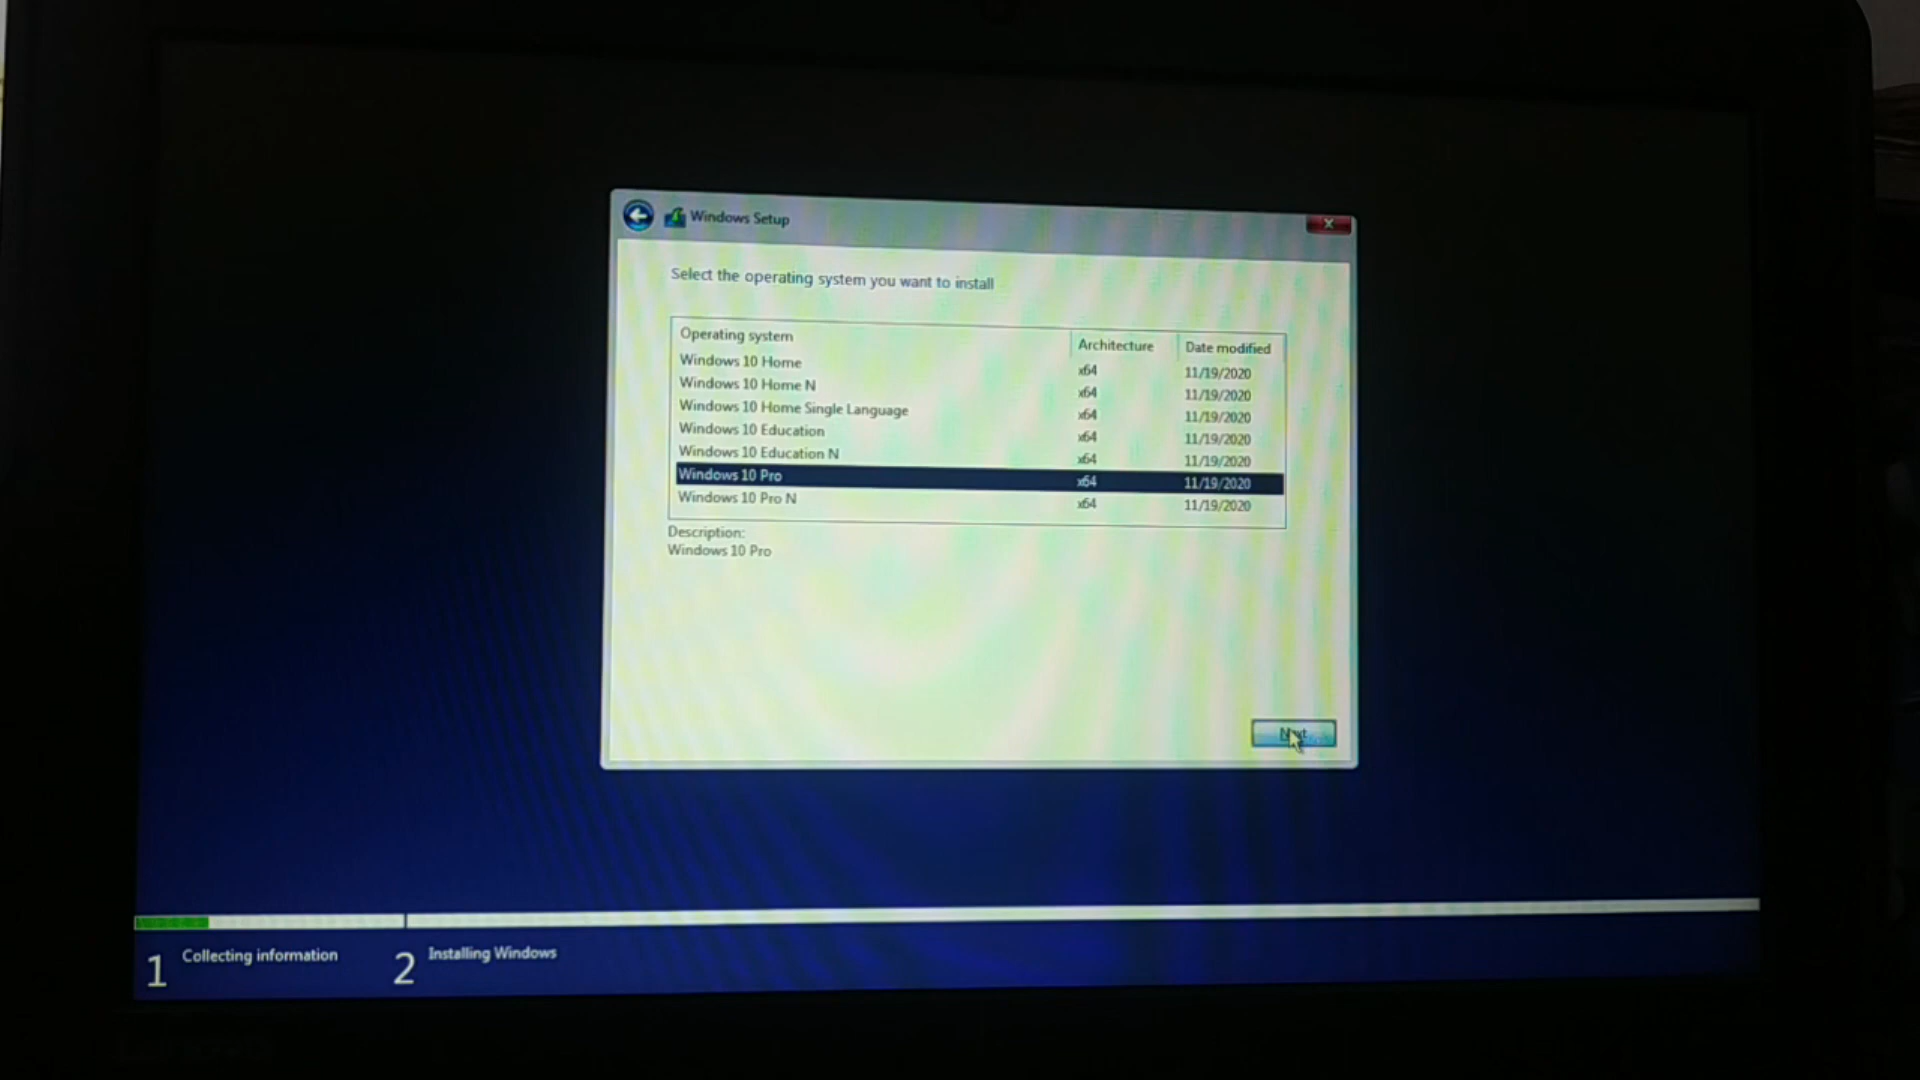 Windows Setup
Select the operating system you want to install
Operating system Architecture Date modified
Windows 10 Home x64 11/19/2020
Windows 10 Home N x64 11/19/2020
Windows 10 Home Single Language x64 11/19/2020
Windows 10 Education x64 11/19/2020
Windows 10 Education N x64 11/19/2020
Windows 10 Pro x64 11/19/2020
Windows 10 Pro N x64 11/19/2020
Description:
Windows 10 Pro
Next
1 Collecting information 2 Installing Windows